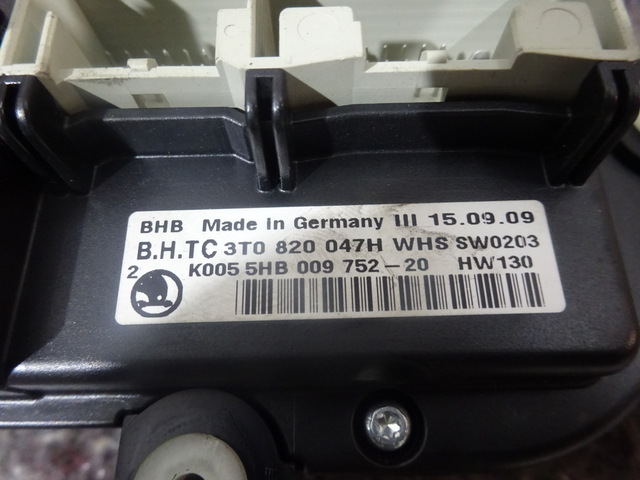 BHB Made in Germany III 15.09.09
B.H.TC 3T0 820 047H WHS SW0203
2 K005 5HB 009 752-20 HW130